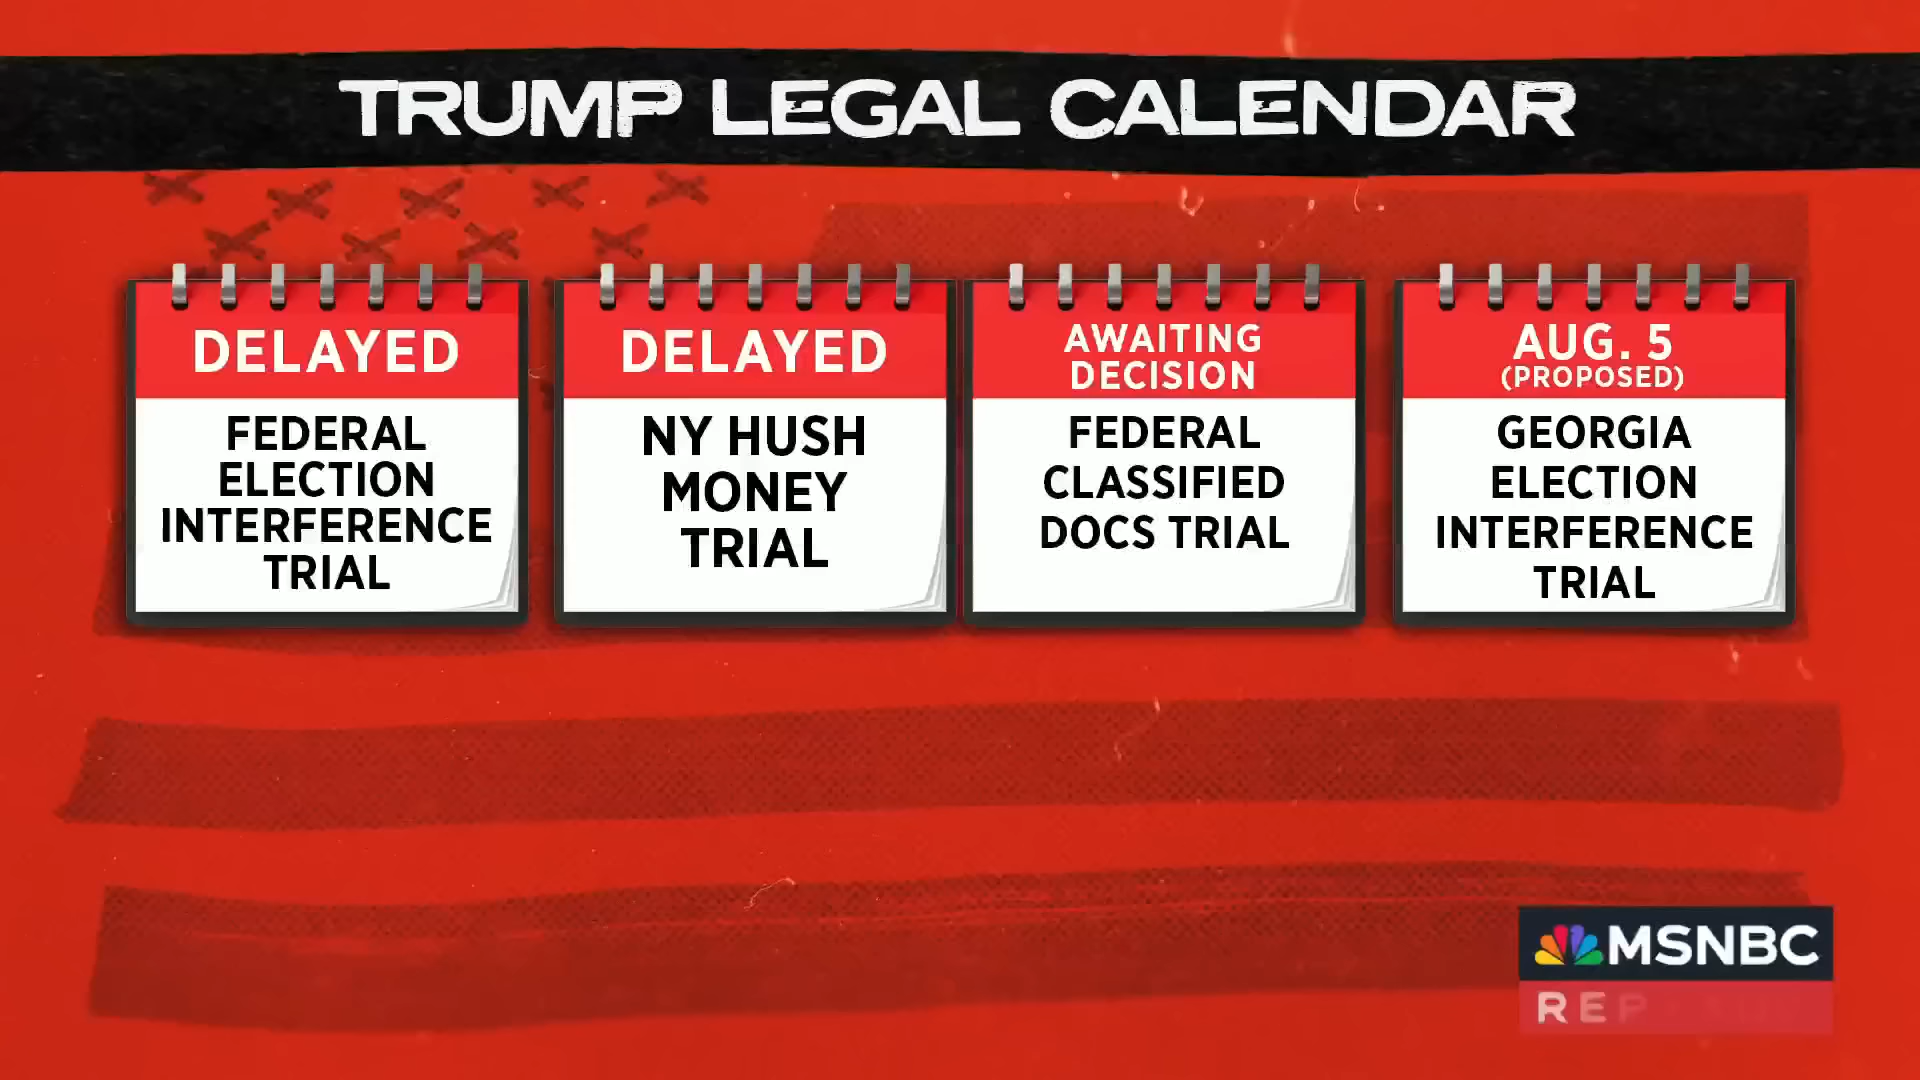 TRUMP LEGAL CALENDAR
DELAYED
FEDERAL
ELECTION
INTERFERENCE
TRIAL
DELAYED
NY HUSH
MONEY
TRIAL
AWAITING
DECISION
FEDERAL
CLASSIFIED
DOCS TRIAL
AUG. 5
(PROPOSED)
GEORGIA
ELECTION
INTERFERENCE
TRIAL
MSNBC